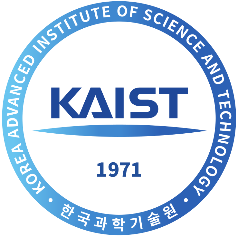 KOREA ADVANCED INSTITUTE OF SCIENCE AND TECHNOLOGY
KAIST
1971
한국과학기술원